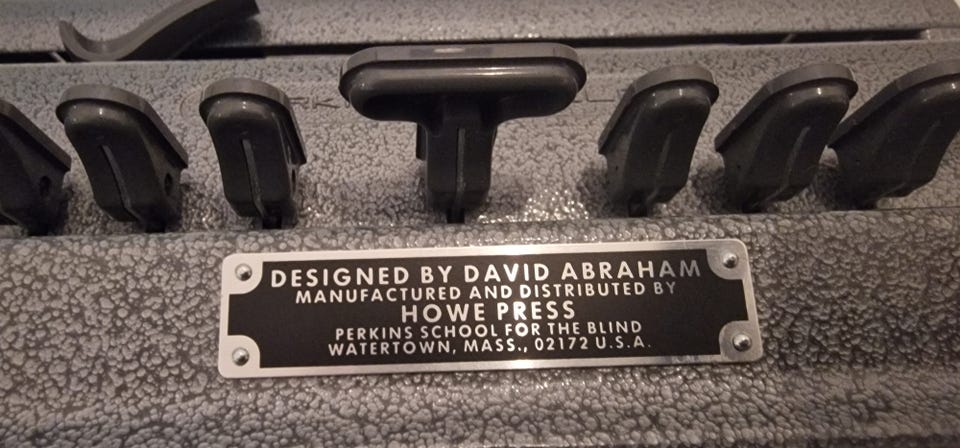 DESIGNED BY DAVID ABRAHAM
MANUFACTURED AND DISTRIBUTED BY
HOWE PRESS
PERKINS SCHOOL FOR THE BLIND
WATERTOWN, MASS., 02172 U.S.A.